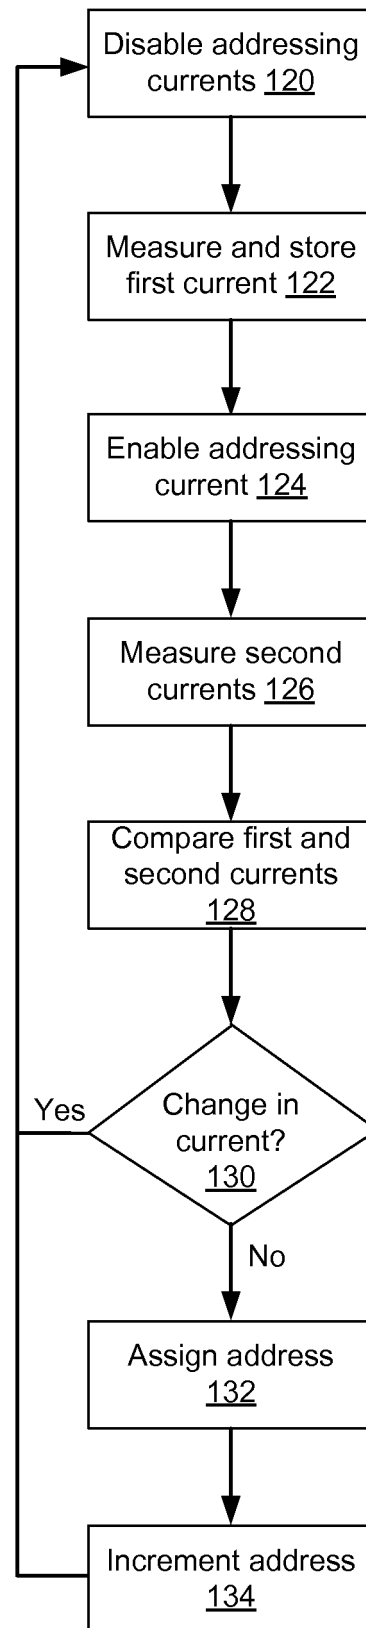 Disable addressing
currents 120
Measure and store
first current 122
Enable addressing
current 124
Measure second
currents 126
Compare first and
second currents
128
Yes
Change in
current?
130
No
Assign address
132
Increment address
134